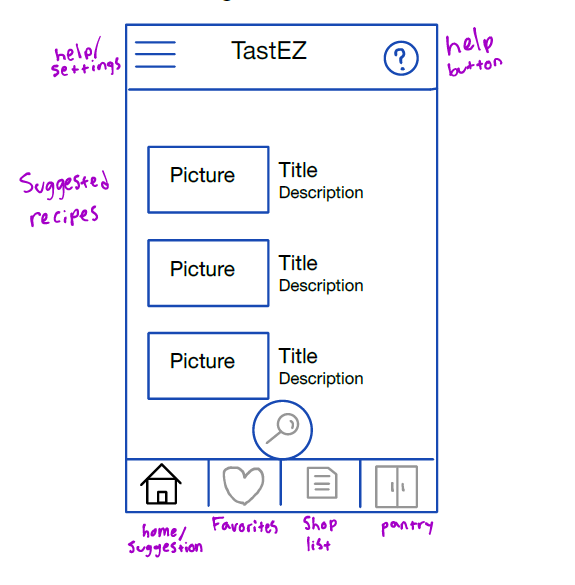 help/
settings
TastEZ
?
help
button
Suggested
recipes
Picture
Title
Description
Picture
Title
Description
Picture
Title
Description
home/
Suggestion
Favorites
Shop
list
pantry